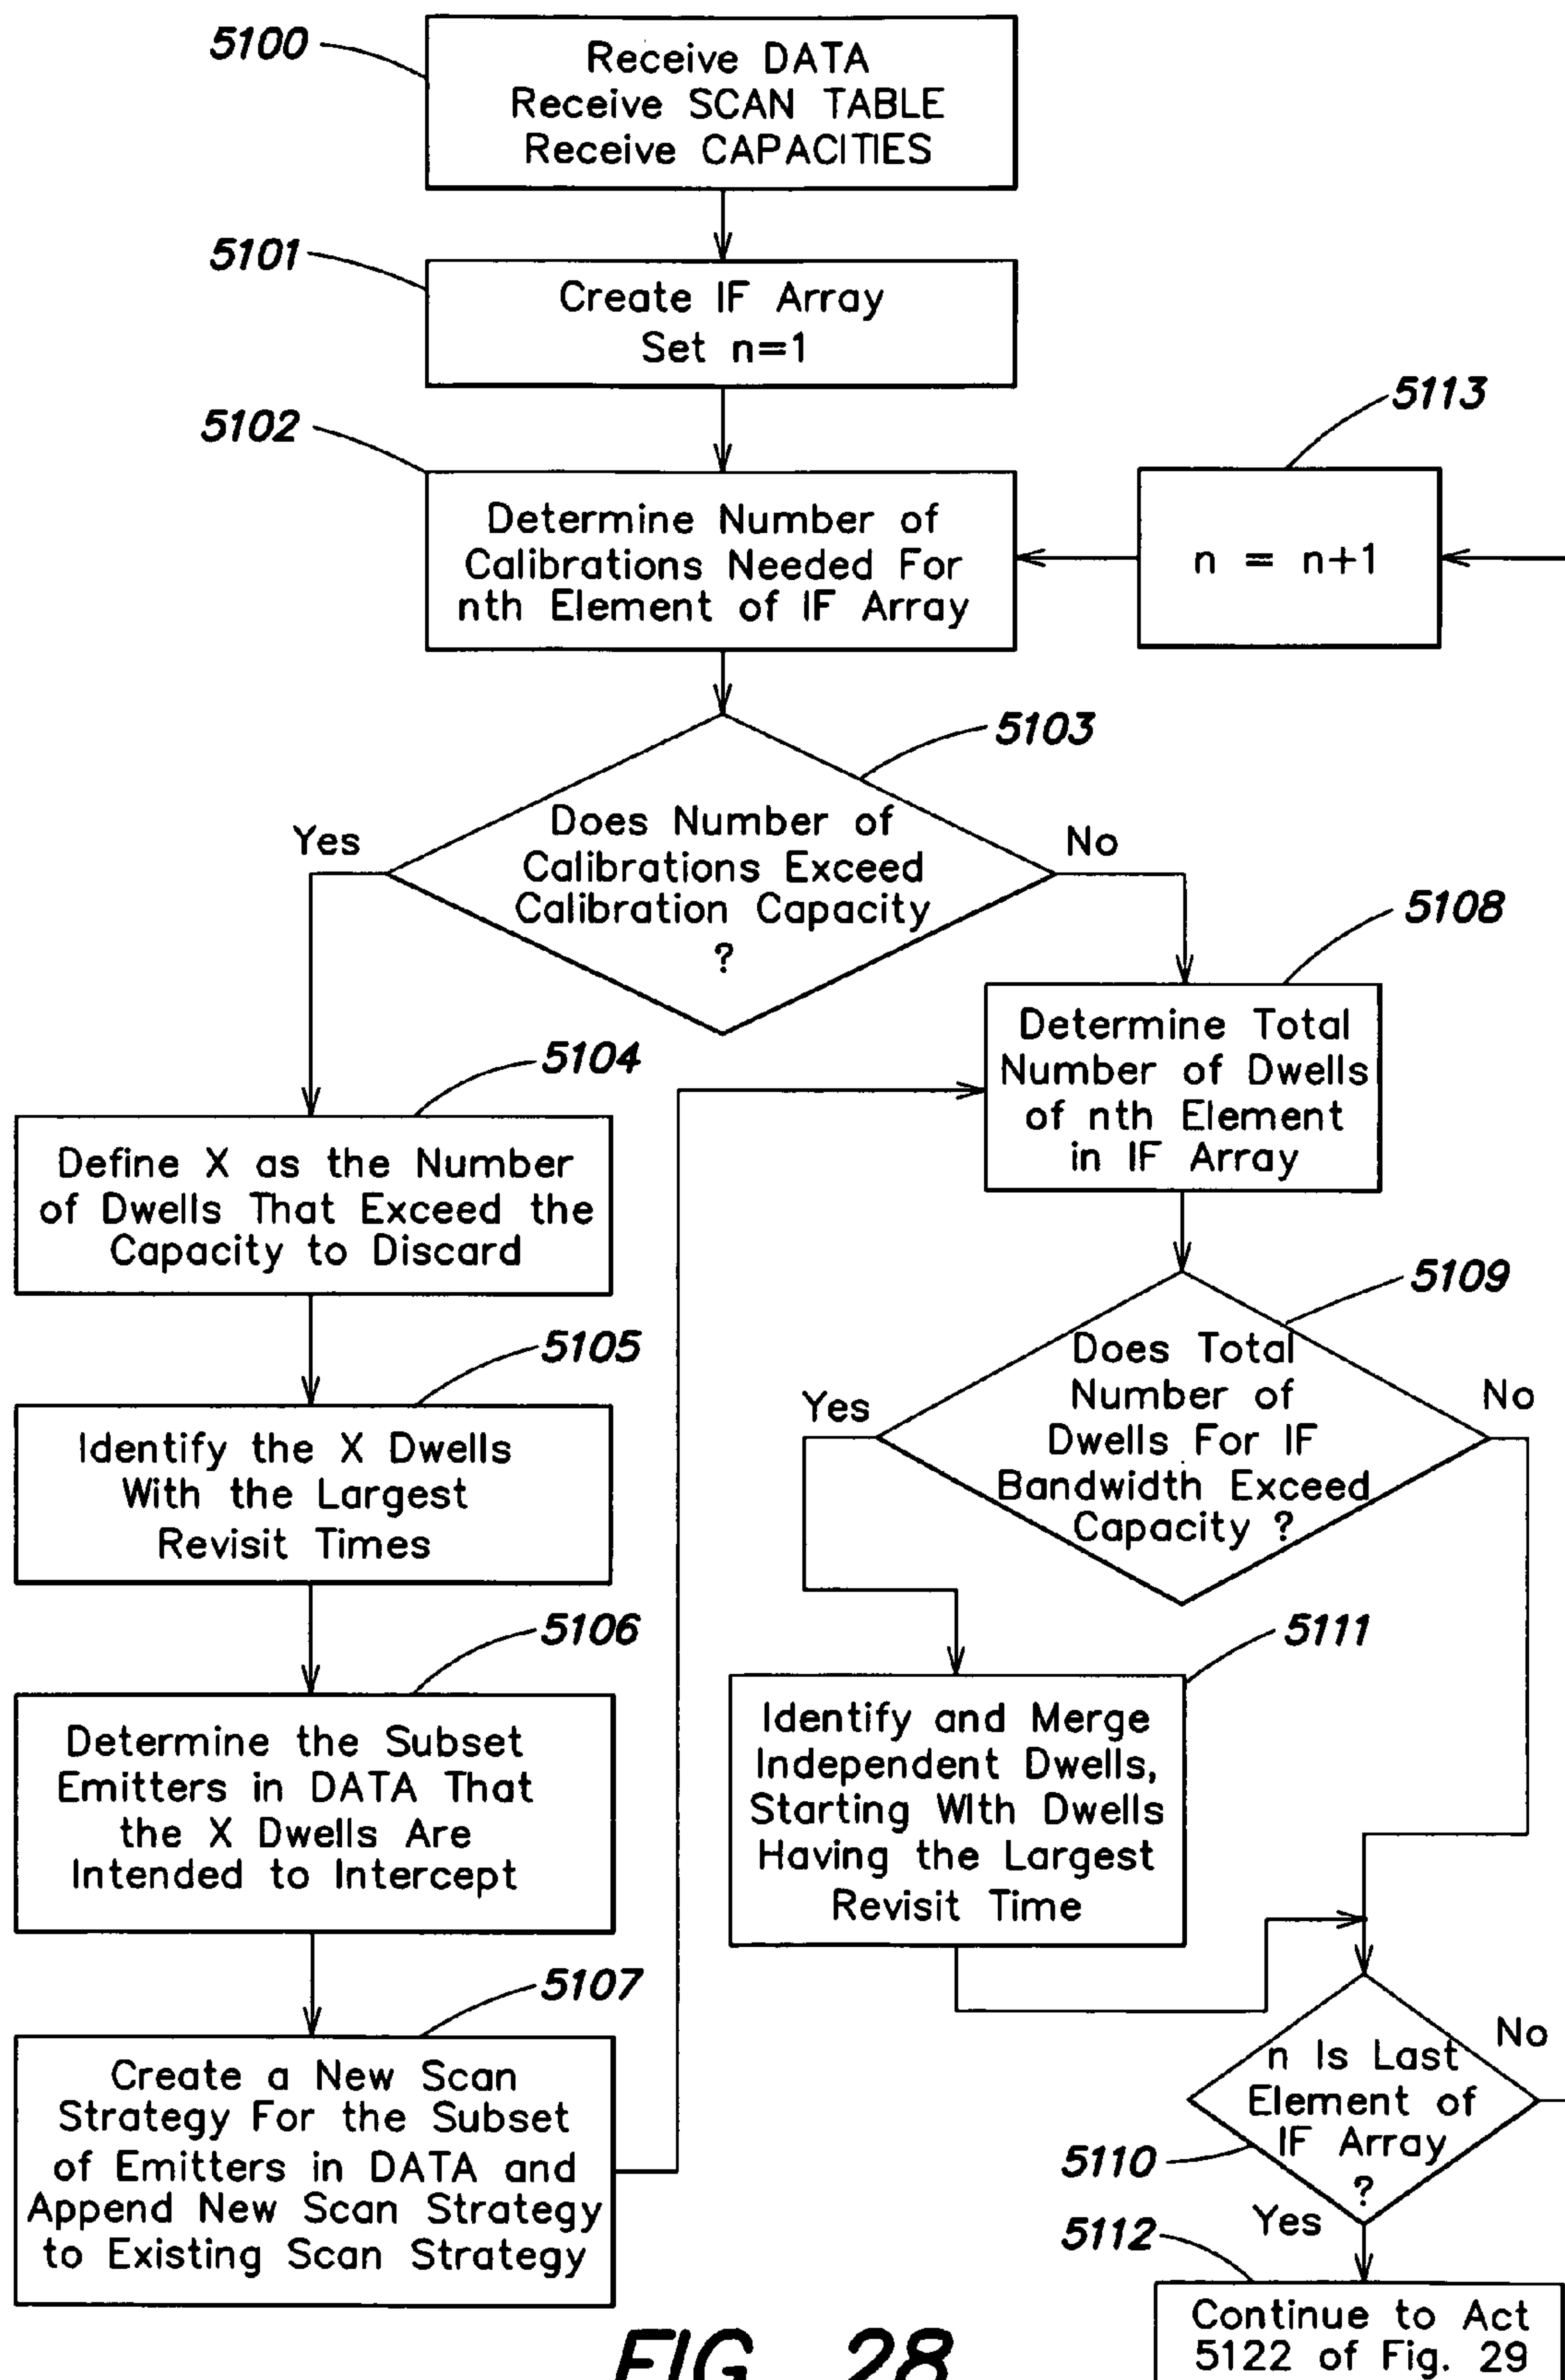 5100
Receive DATA
Receive SCAN TABLE
Receive CAPACITIES
5101
Create IF Array
Set n=1
5102
Determine Number of
Calibrations Needed For
nth Element of IF Array
5113
n = n+1
5103
Does Number of
Calibrations Exceed
Calibration Capacity
?
Yes
No
5104
Define X as the Number
of Dwells That Exceed the
Capacity to Discard
5105
Identify the X Dwells
With the Largest
Revisit Times
5106
Determine the Subset
Emitters in DATA That
the X Dwells Are
Intended to Intercept
5107
Create a New Scan
Strategy For the Subset
of Emitters in DATA and
Append New Scan Strategy
to Existing Scan Strategy
5108
Determine Total
Number of Dwells
of nth Element
in IF Array
5109
Does Total
Number of
Dwells For IF
Bandwidth Exceed
Capacity ?
Yes
No
5111
Identify and Merge
Independent Dwells,
Starting WIth Dwells
Having the Largest
Revisit Time
5110
n Is Last
Element of
IF Array
?
No
Yes
5112
Continue to Act
5122 of Fig. 29
FIG. 28